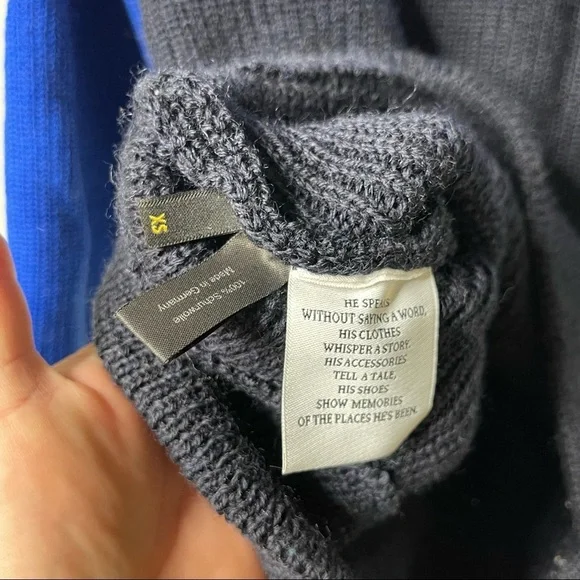 XS
100% Schurwolle
Made in Germany
HE SPEAKS
WITHOUT SAYING A WORD,
HIS CLOTHES
WHISPER A STORY.
HIS ACCESSORIES
TELL A TALE,
HIS SHOES
SHOW MEMORIES
OF THE PLACES HE'S BEEN.